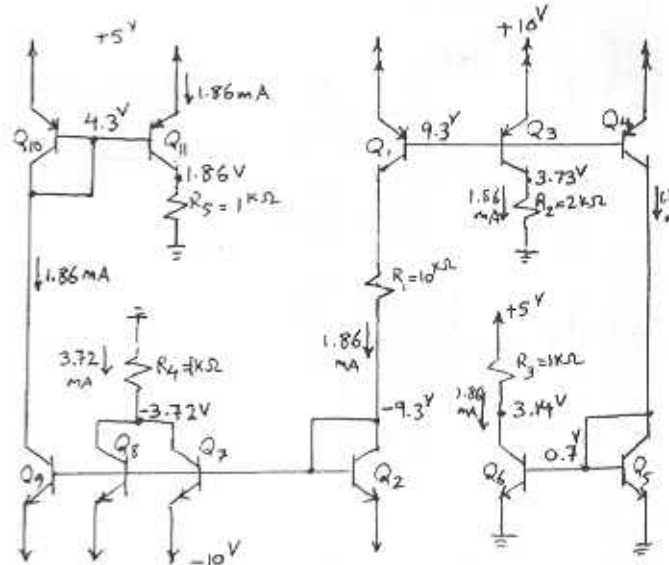 +5V
+10V
1.86mA
4.3V
Q10
Q11
9.3V
Q1
Q3
Q4
1.86V
R5=1KΩ
3.73V
1.86 mA
R2=2KΩ
1.86mA
R1=10KΩ
+5V
3.72 mA
R4=1KΩ
1.86 mA
R3=1KΩ
-3.72V
-9.3V
1.86 mA
3.14V
Q8
Q7
Q9
Q2
Q6
0.7V
Q5
-10V